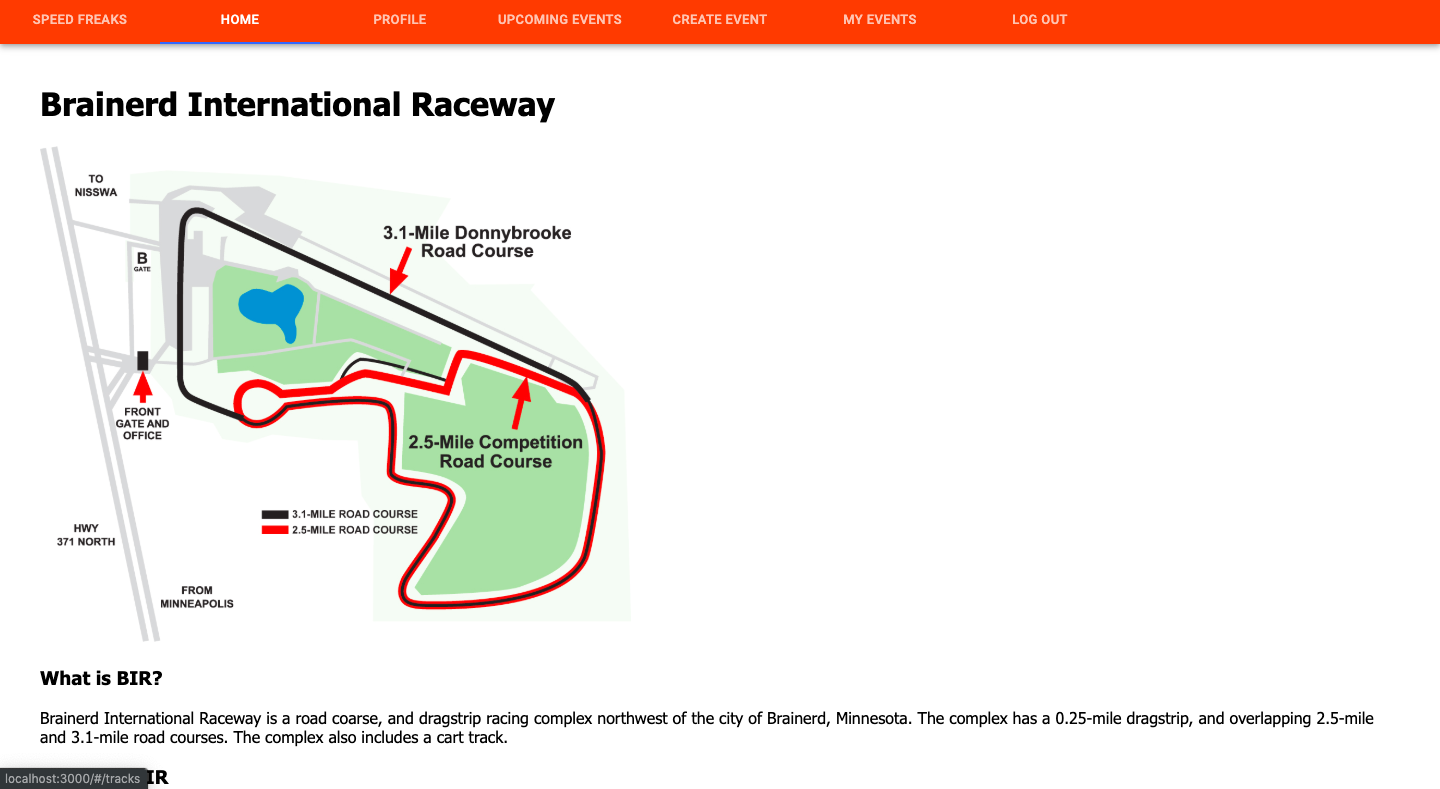 SPEED FREAKS HOME PROFILE UPCOMING EVENTS CREATE EVENT MY EVENTS LOG OUT
Brainerd International Raceway
TO
NISSWA
3.1-Mile Donnybrooke
Road Course
B
GATE
FRONT
GATE AND
OFFICE
2.5-Mile Competition
Road Course
3.1-MILE ROAD COURSE
2.5-MILE ROAD COURSE
HWY
371 NORTH
FROM
MINNEAPOLIS
What is BIR?
Brainerd International Raceway is a road coarse, and dragstrip racing complex northwest of the city of Brainerd, Minnesota. The complex has a 0.25-mile dragstrip, and overlapping 2.5-mile
and 3.1-mile road courses. The complex also includes a cart track.
IR
localhost:3000/#/tracks